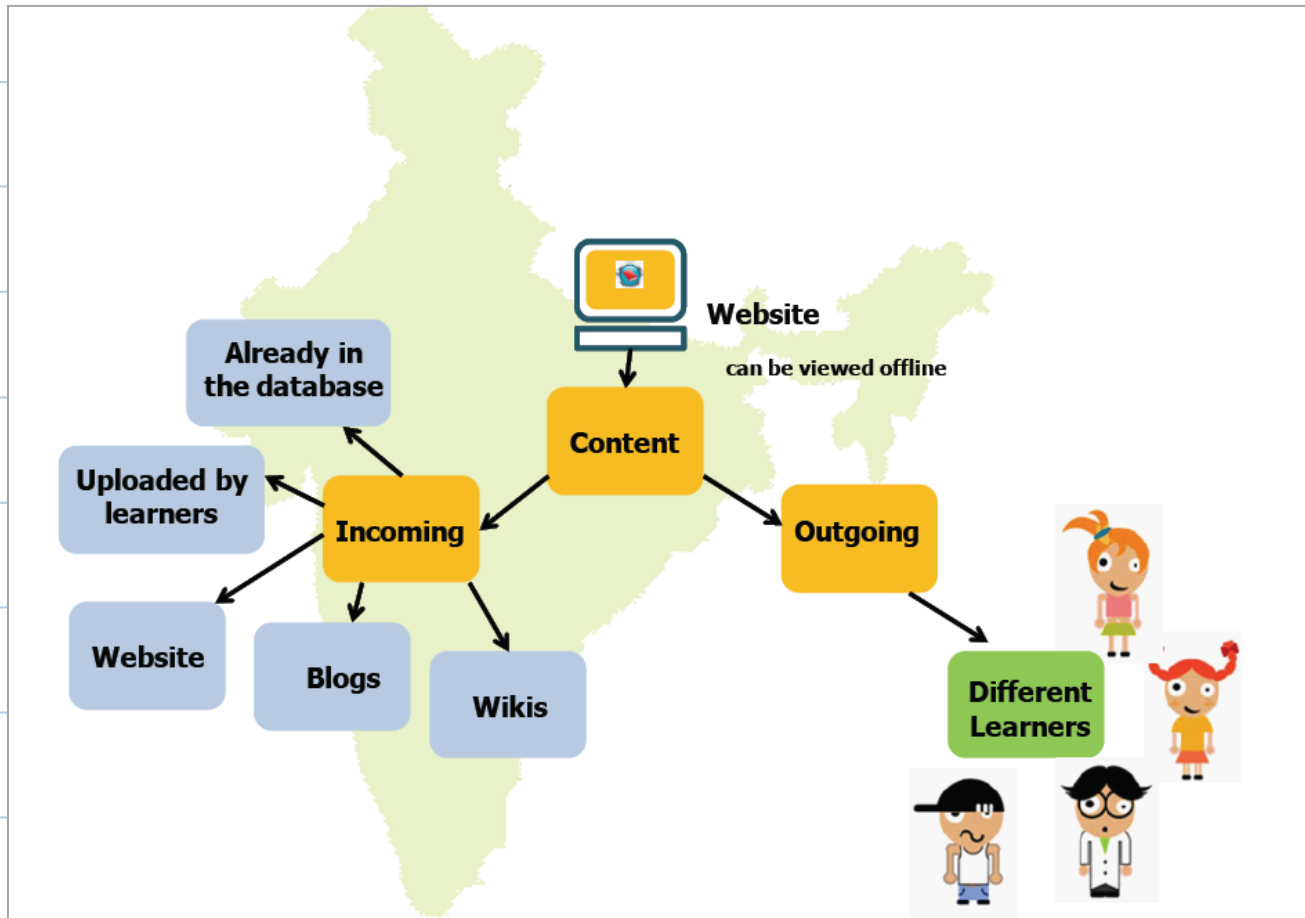 Website
can be viewed offline
Already in
the database
Content
Uploaded by
learners
Incoming
Outgoing
Website
Blogs
Wikis
Different
Learners